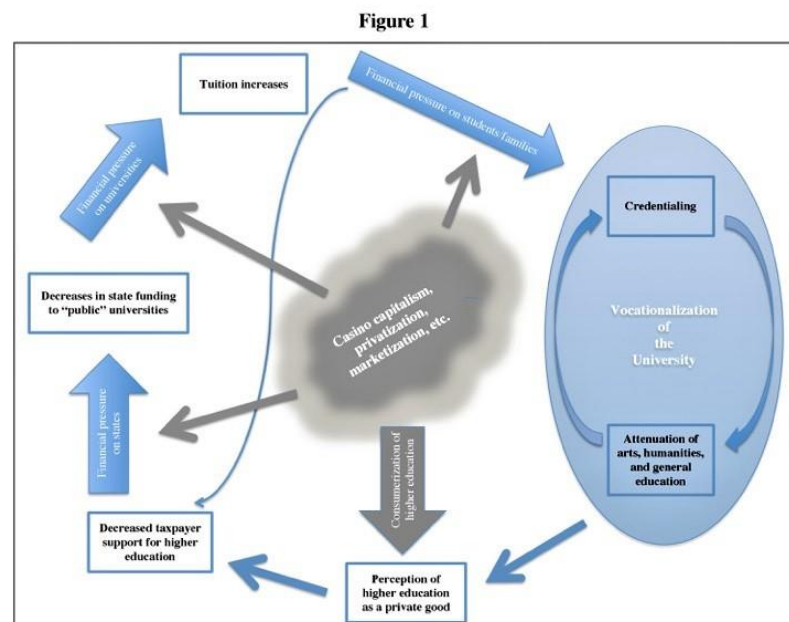 Figure 1
Tuition increases
Financial pressure on students families
Financial pressure
on universities
Credentialing
Decreases in state funding
to “public” universities
Casino capitalism,
privatization,
marketization, etc.
Vocationalization
of
the
University
Financial pressure
on states
Consumerization of
higher education
Attenuation of
arts, humanities,
and general
education
Decreased taxpayer
support for higher
education
Perception of
higher education
as a private good